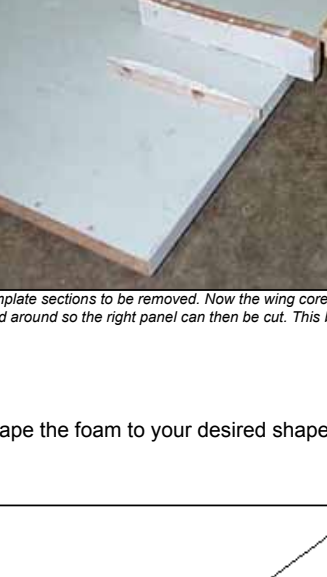 mplate sections to be removed. Now the wing core
d around so the right panel can then be cut. This
ape the foam to your desired shape